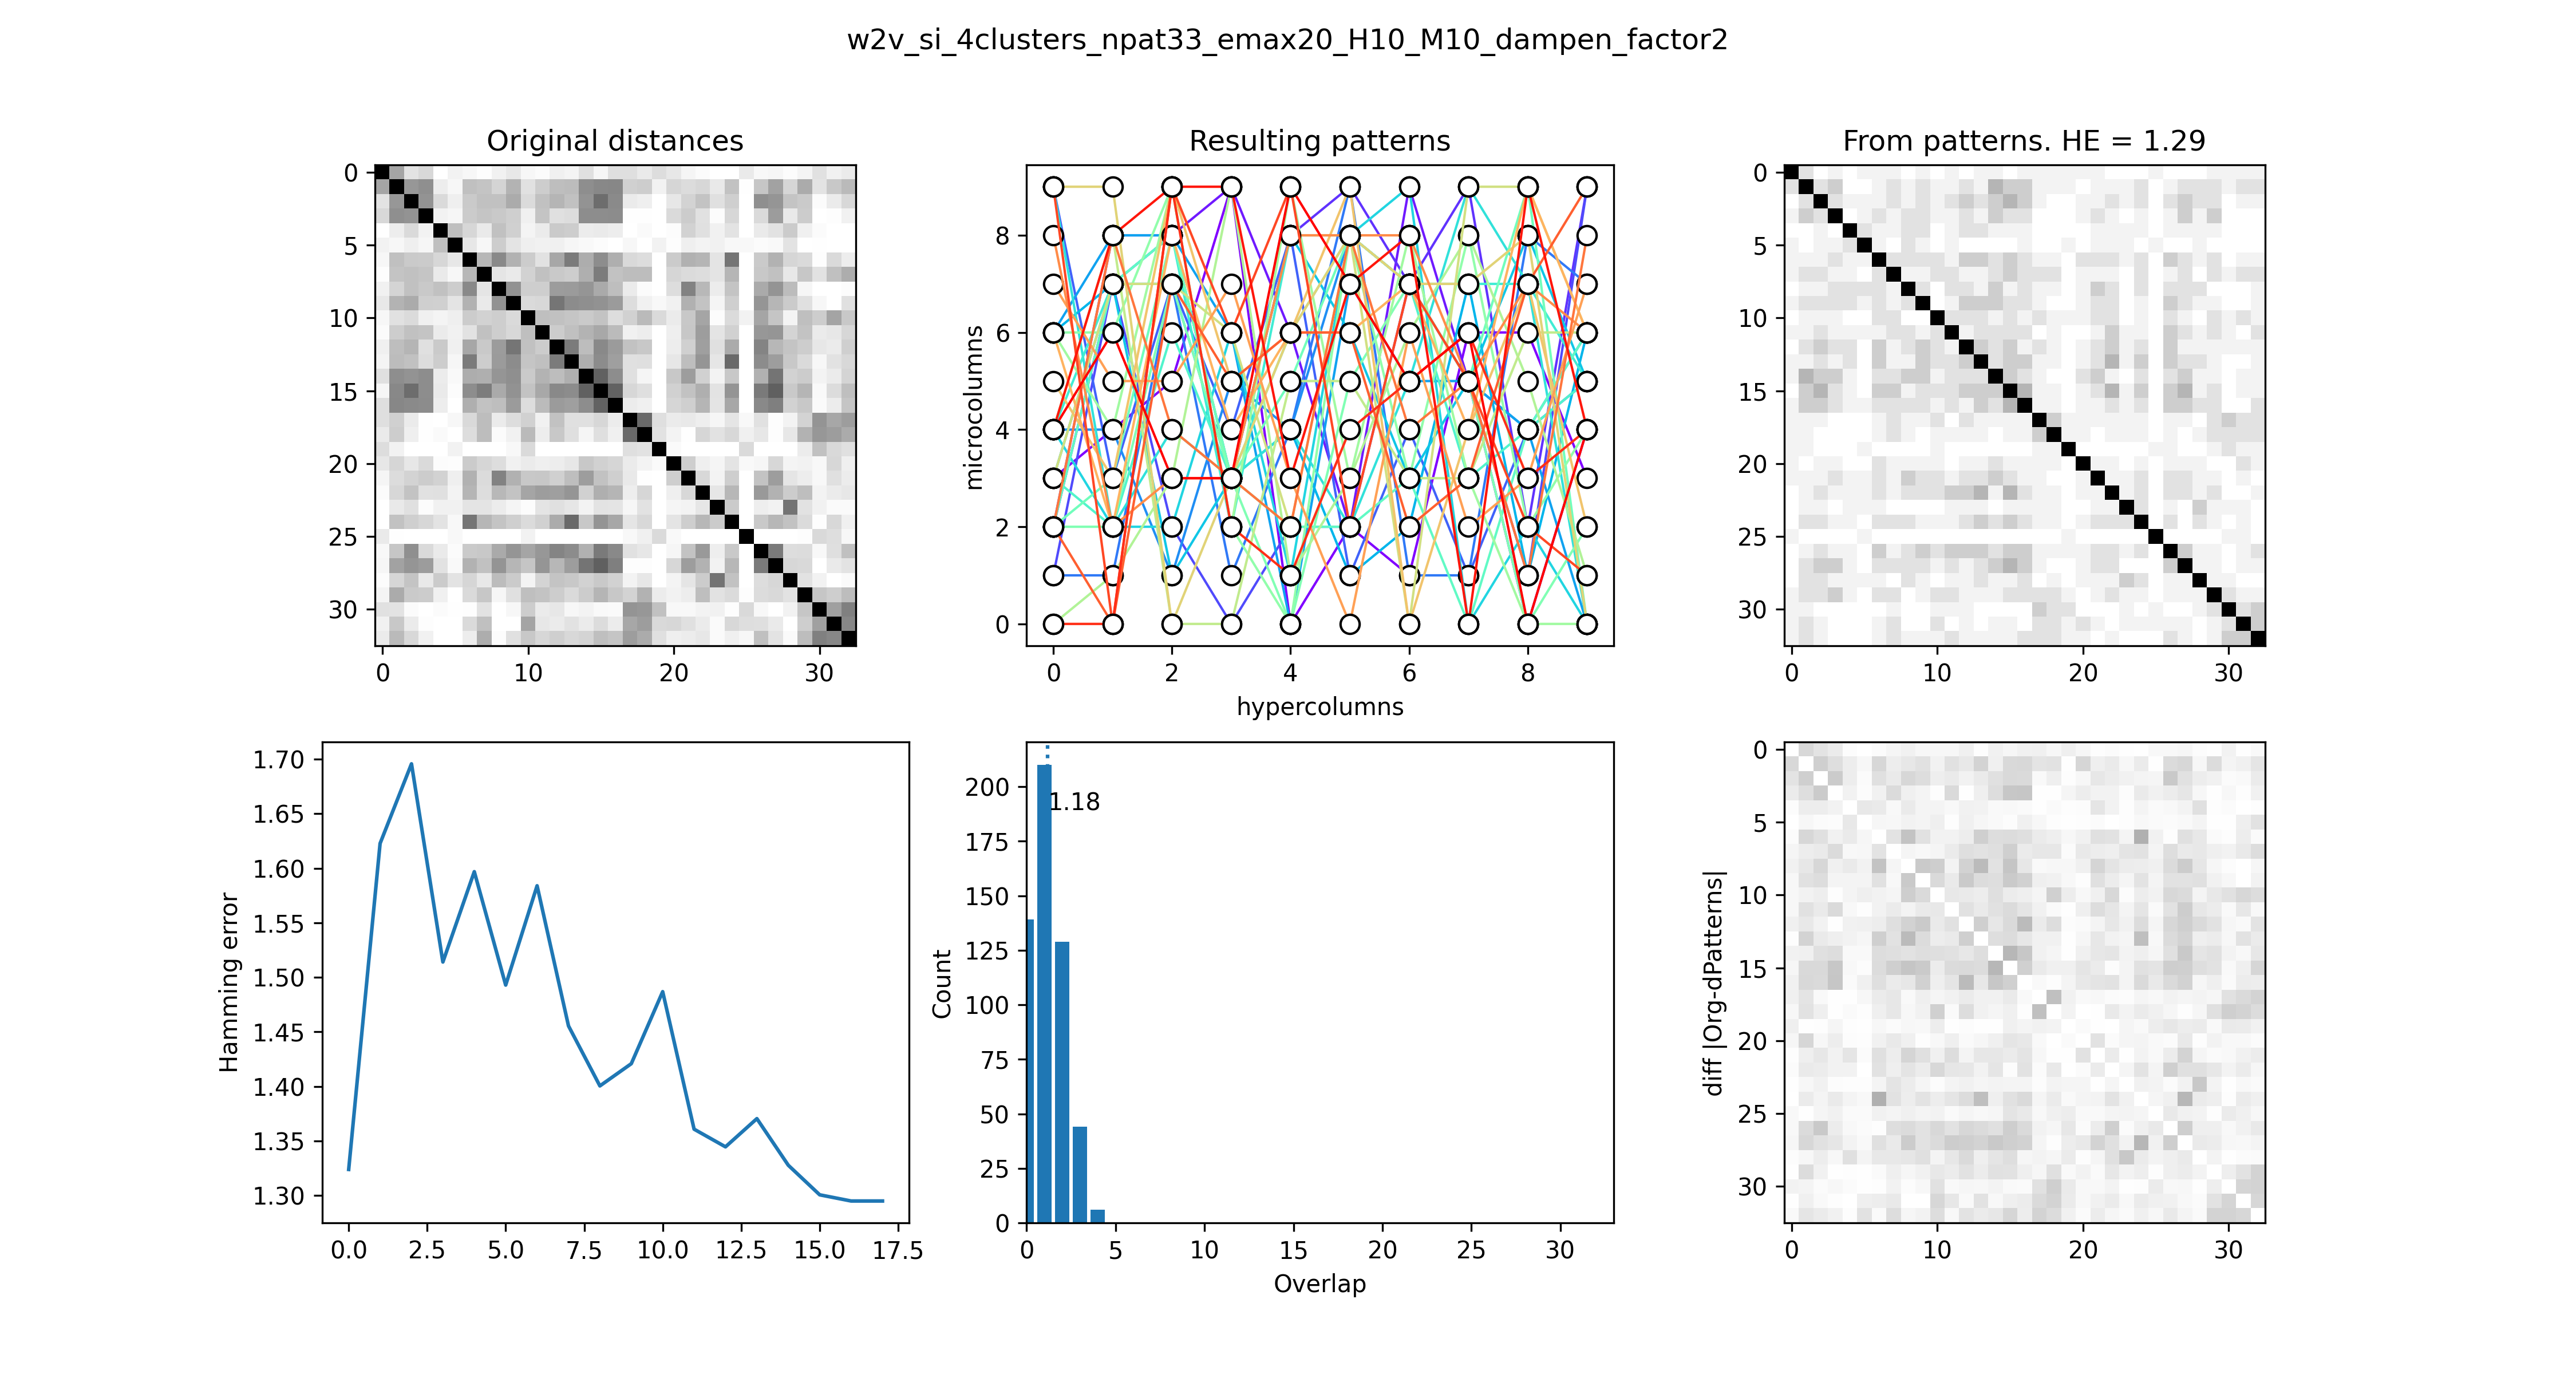 w2v_si_4clusters_npat33_emax20_H10_M10_dampen_factor2
Original distances
0
5
10
15
20
25
30
0 10 20 30
Resulting patterns
microcolumns
8
6
4
2
0
0 2 4 6 8
hypercolumns
From patterns. HE = 1.29
0
5
10
15
20
25
30
0 10 20 30
Hamming error
1.70
1.65
1.60
1.55
1.50
1.45
1.40
1.35
1.30
0.0 2.5 5.0 7.5 10.0 12.5 15.0 17.5
Count
200
175
150
125
100
75
50
25
0
1.18
0 5 10 15 20 25 30
Overlap
diff |Org-dPatterns|
0
5
10
15
20
25
30
0 10 20 30